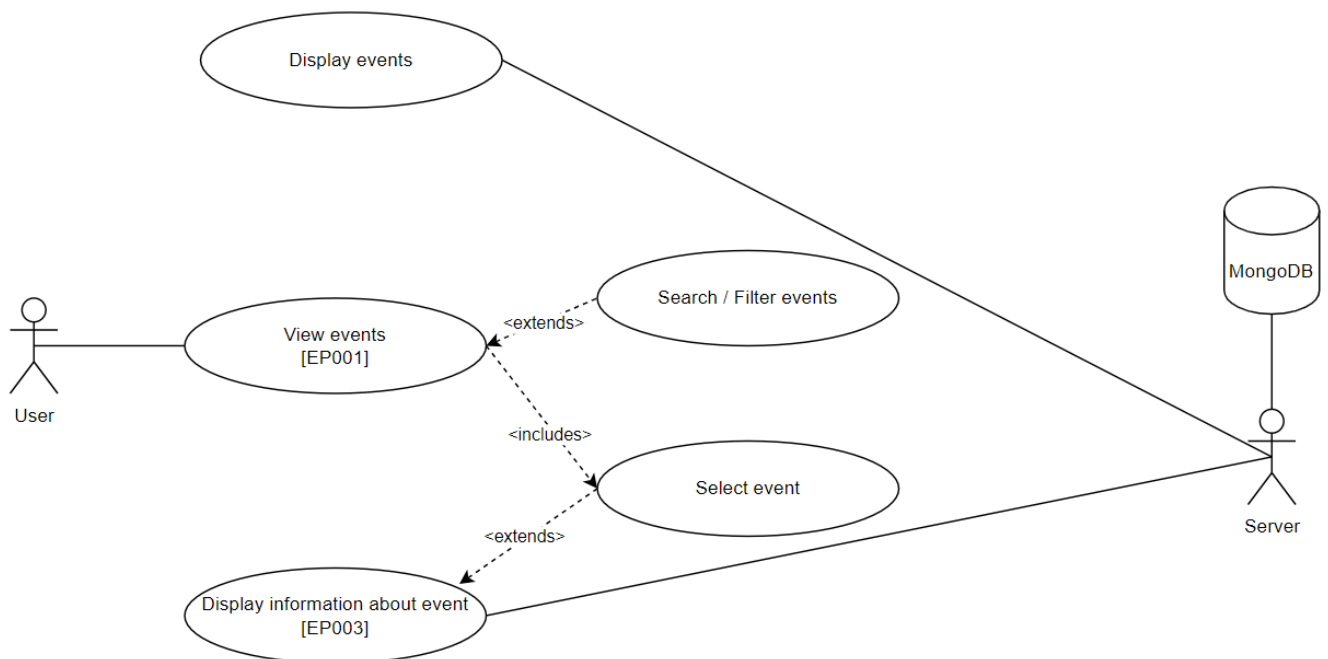 Display events
MongoDB
Search / Filter events
<extends>
View events
[EP001]
User
<includes>
Select event
Server
<extends>
Display information about event
[EP003]